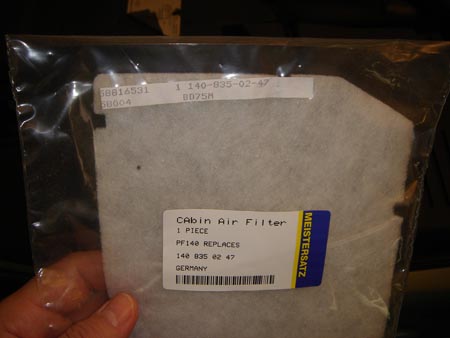 58816531 1 140-835-02-47
58604 BD75M
CAbin Air Filter
1 PIECE
PF140 REPLACES
140 835 02 47
GERMANY
MEISTERSATZ